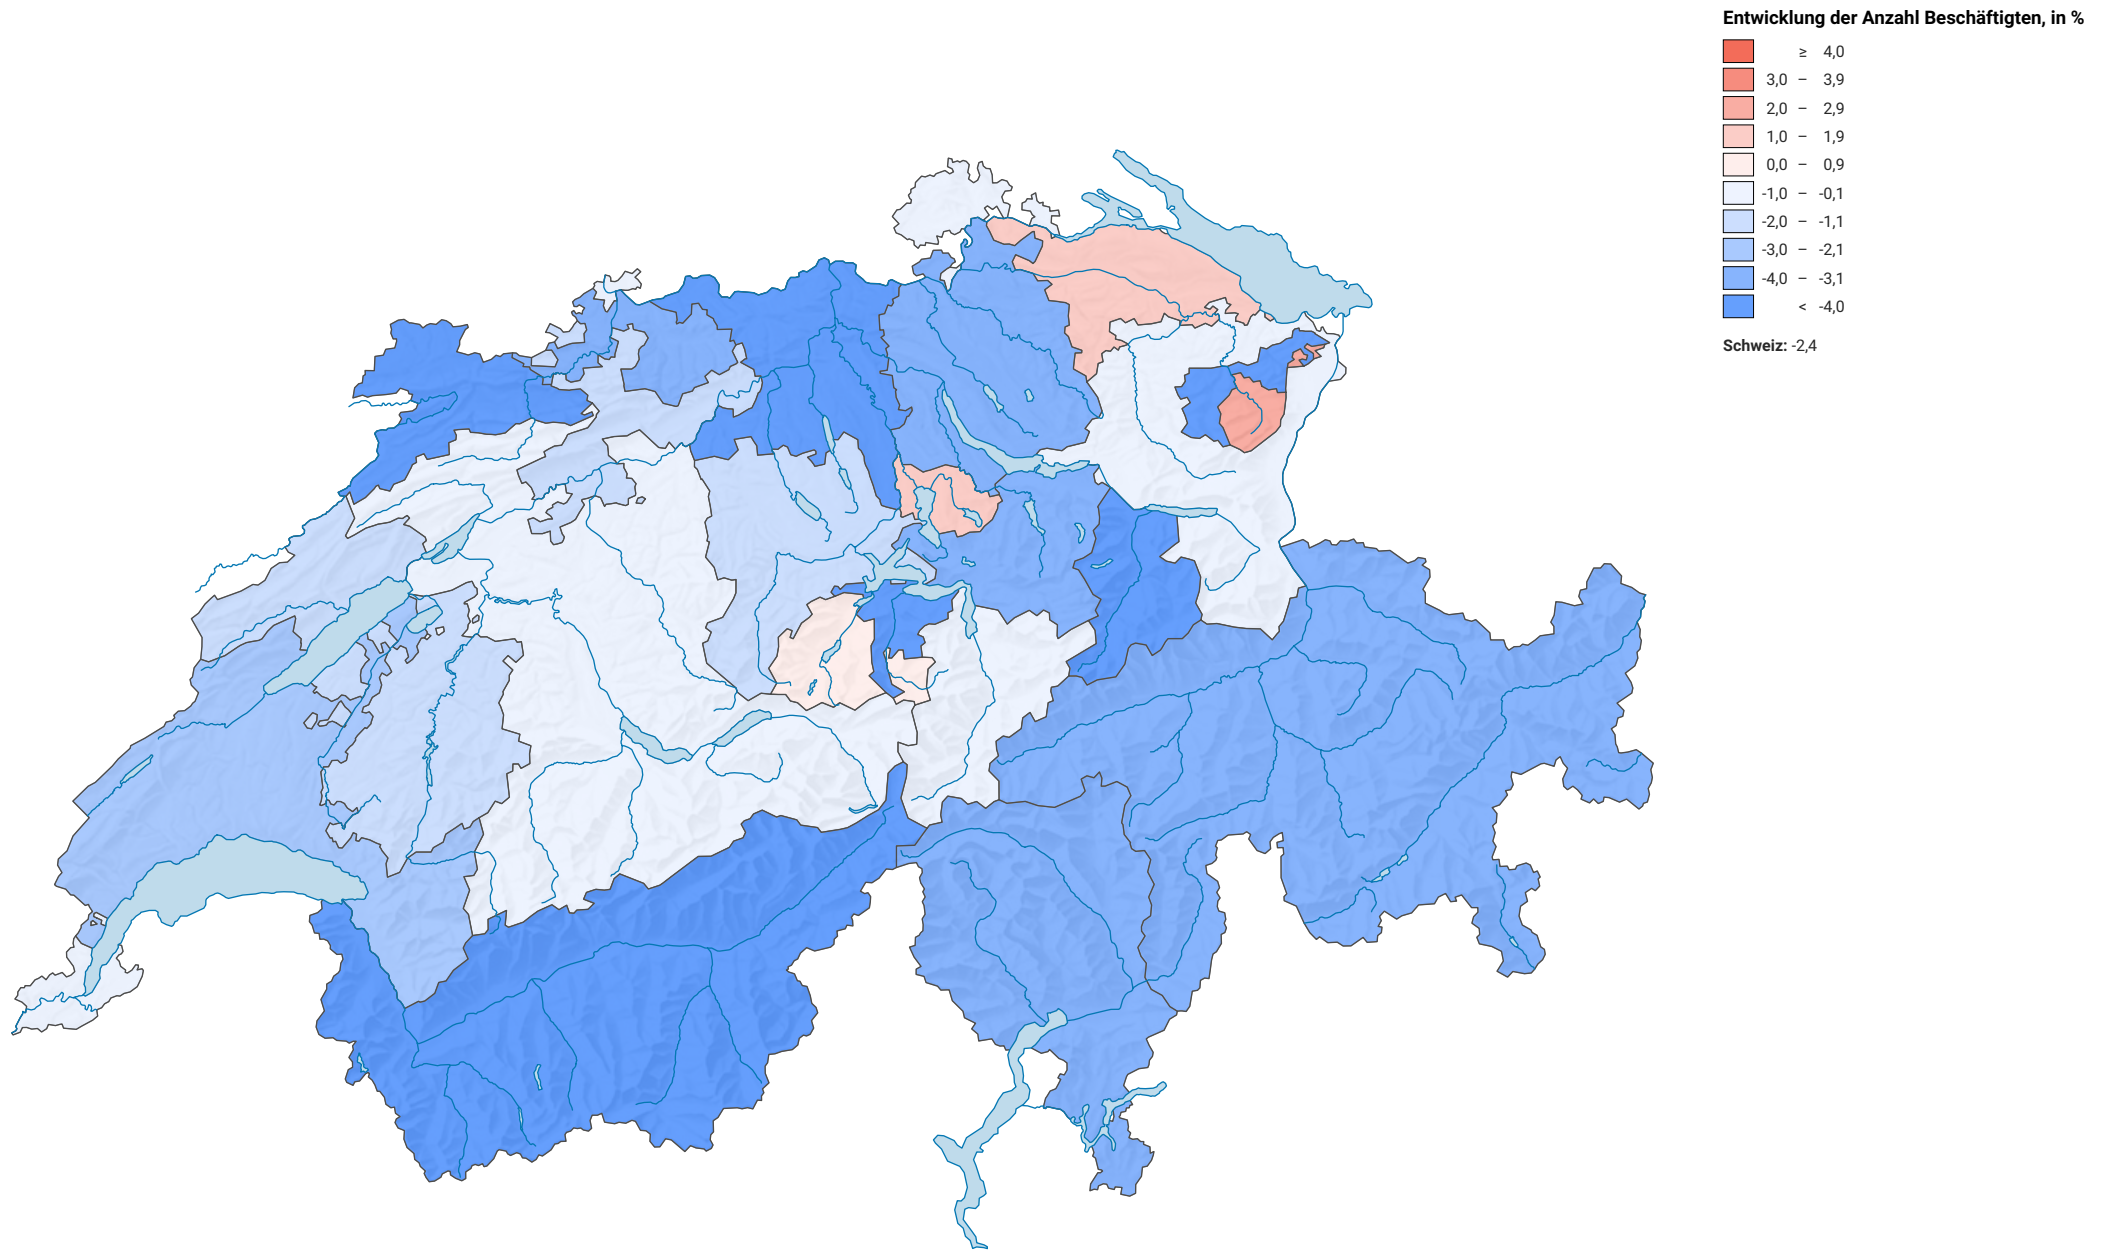 Entwicklung der Anzahl Beschäftigten, in %
≥ 4,0
3,0 – 3,9
2,0 – 2,9
1,0 – 1,9
0,0 – 0,9
-1,0 – -0,1
-2,0 – -1,1
-3,0 – -2,1
-4,0 – -3,1
< -4,0
Schweiz: -2,4